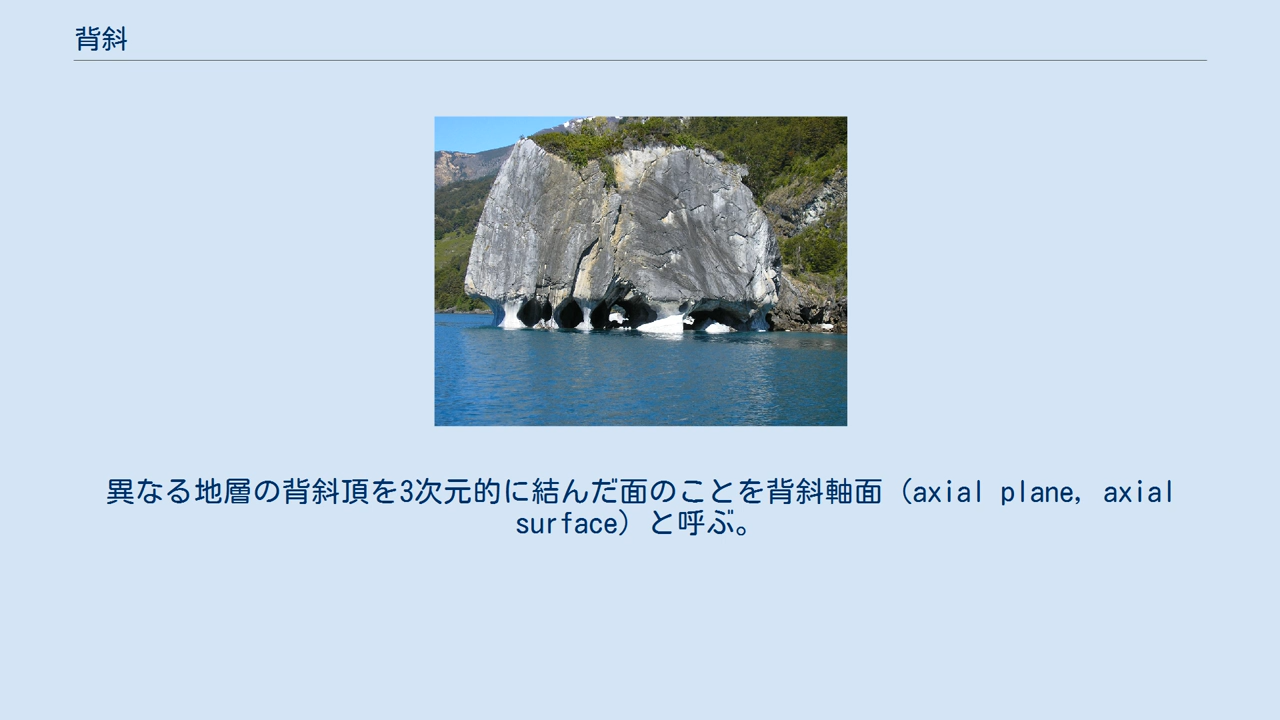 背斜
異なる地層の背斜頂を3次元的に結んだ面のことを背斜軸面（axial plane, axial
surface）と呼ぶ。